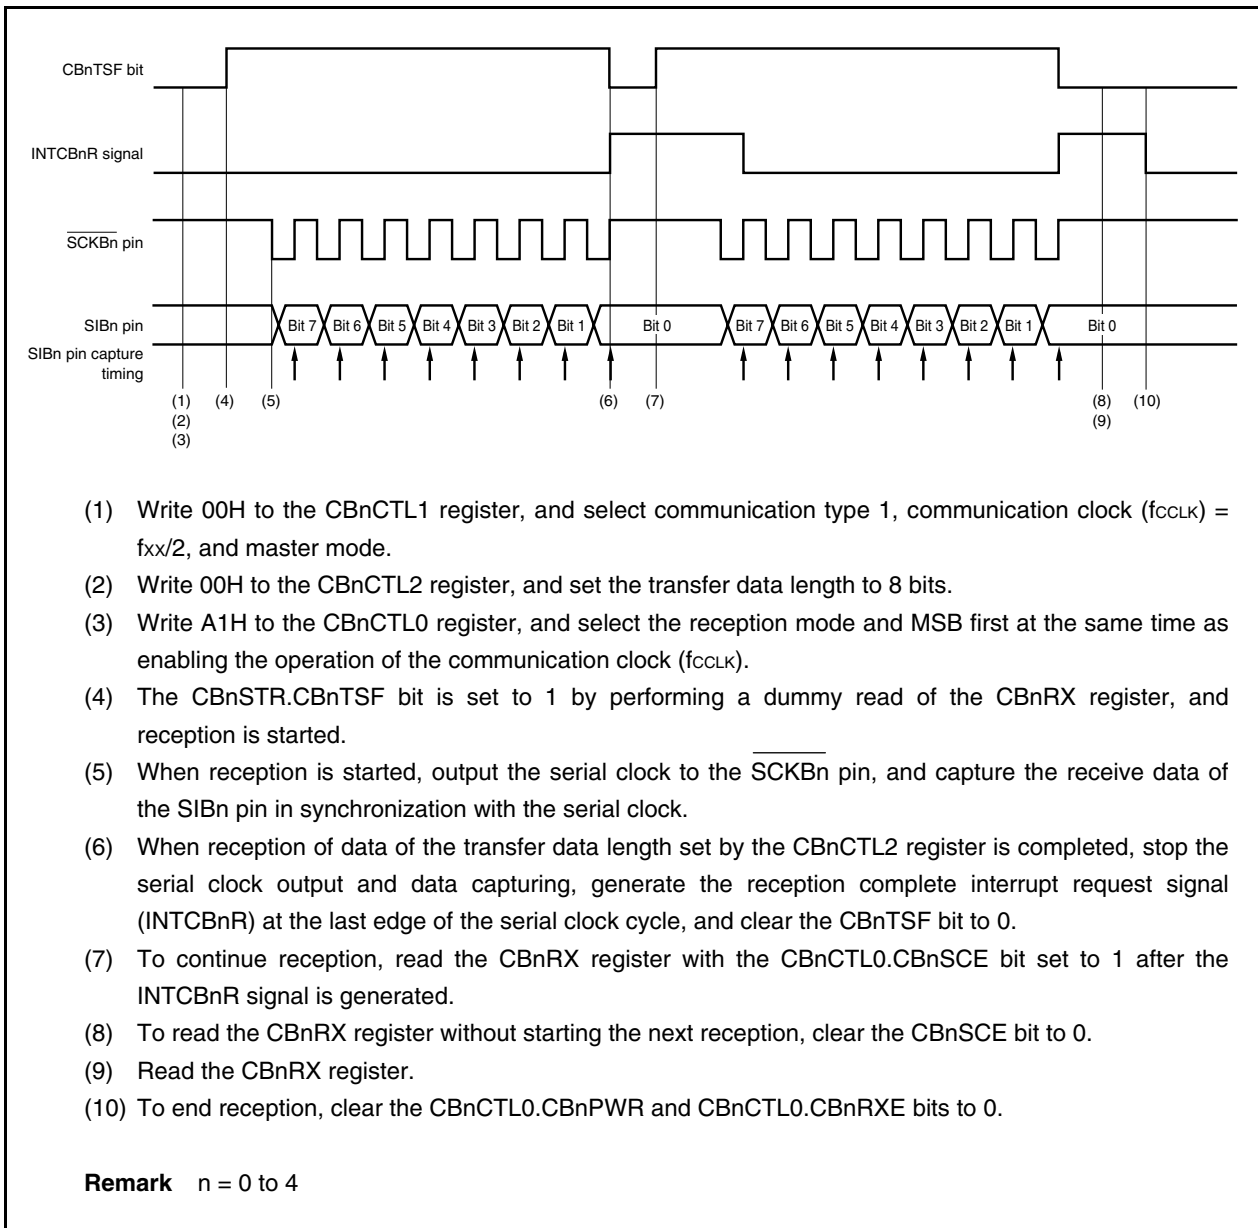 CBnTSF bit
INTCBnR signal
SCKBn pin
SIBn pin
Bit 7 Bit 6 Bit 5 Bit 4 Bit 3 Bit 2 Bit 1 Bit 0 Bit 7 Bit 6 Bit 5 Bit 4 Bit 3 Bit 2 Bit 1 Bit 0
SIBn pin capture
timing
(1) (4) (5) (6) (7) (8) (10)
(2) (9)
(3)
(1) Write 00H to the CBnCTL1 register, and select communication type 1, communication clock (fCCLK) =
fxx/2, and master mode.
(2) Write 00H to the CBnCTL2 register, and set the transfer data length to 8 bits.
(3) Write A1H to the CBnCTL0 register, and select the reception mode and MSB first at the same time as
enabling the operation of the communication clock (fCCLK).
(4) The CBnSTR.CBnTSF bit is set to 1 by performing a dummy read of the CBnRX register, and
reception is started.
(5) When reception is started, output the serial clock to the SCKBn pin, and capture the receive data of
the SIBn pin in synchronization with the serial clock.
(6) When reception of data of the transfer data length set by the CBnCTL2 register is completed, stop the
serial clock output and data capturing, generate the reception complete interrupt request signal
(INTCBnR) at the last edge of the serial clock cycle, and clear the CBnTSF bit to 0.
(7) To continue reception, read the CBnRX register with the CBnCTL0.CBnSCE bit set to 1 after the
INTCBnR signal is generated.
(8) To read the CBnRX register without starting the next reception, clear the CBnSCE bit to 0.
(9) Read the CBnRX register.
(10) To end reception, clear the CBnCTL0.CBnPWR and CBnCTL0.CBnRXE bits to 0.
Remark n = 0 to 4